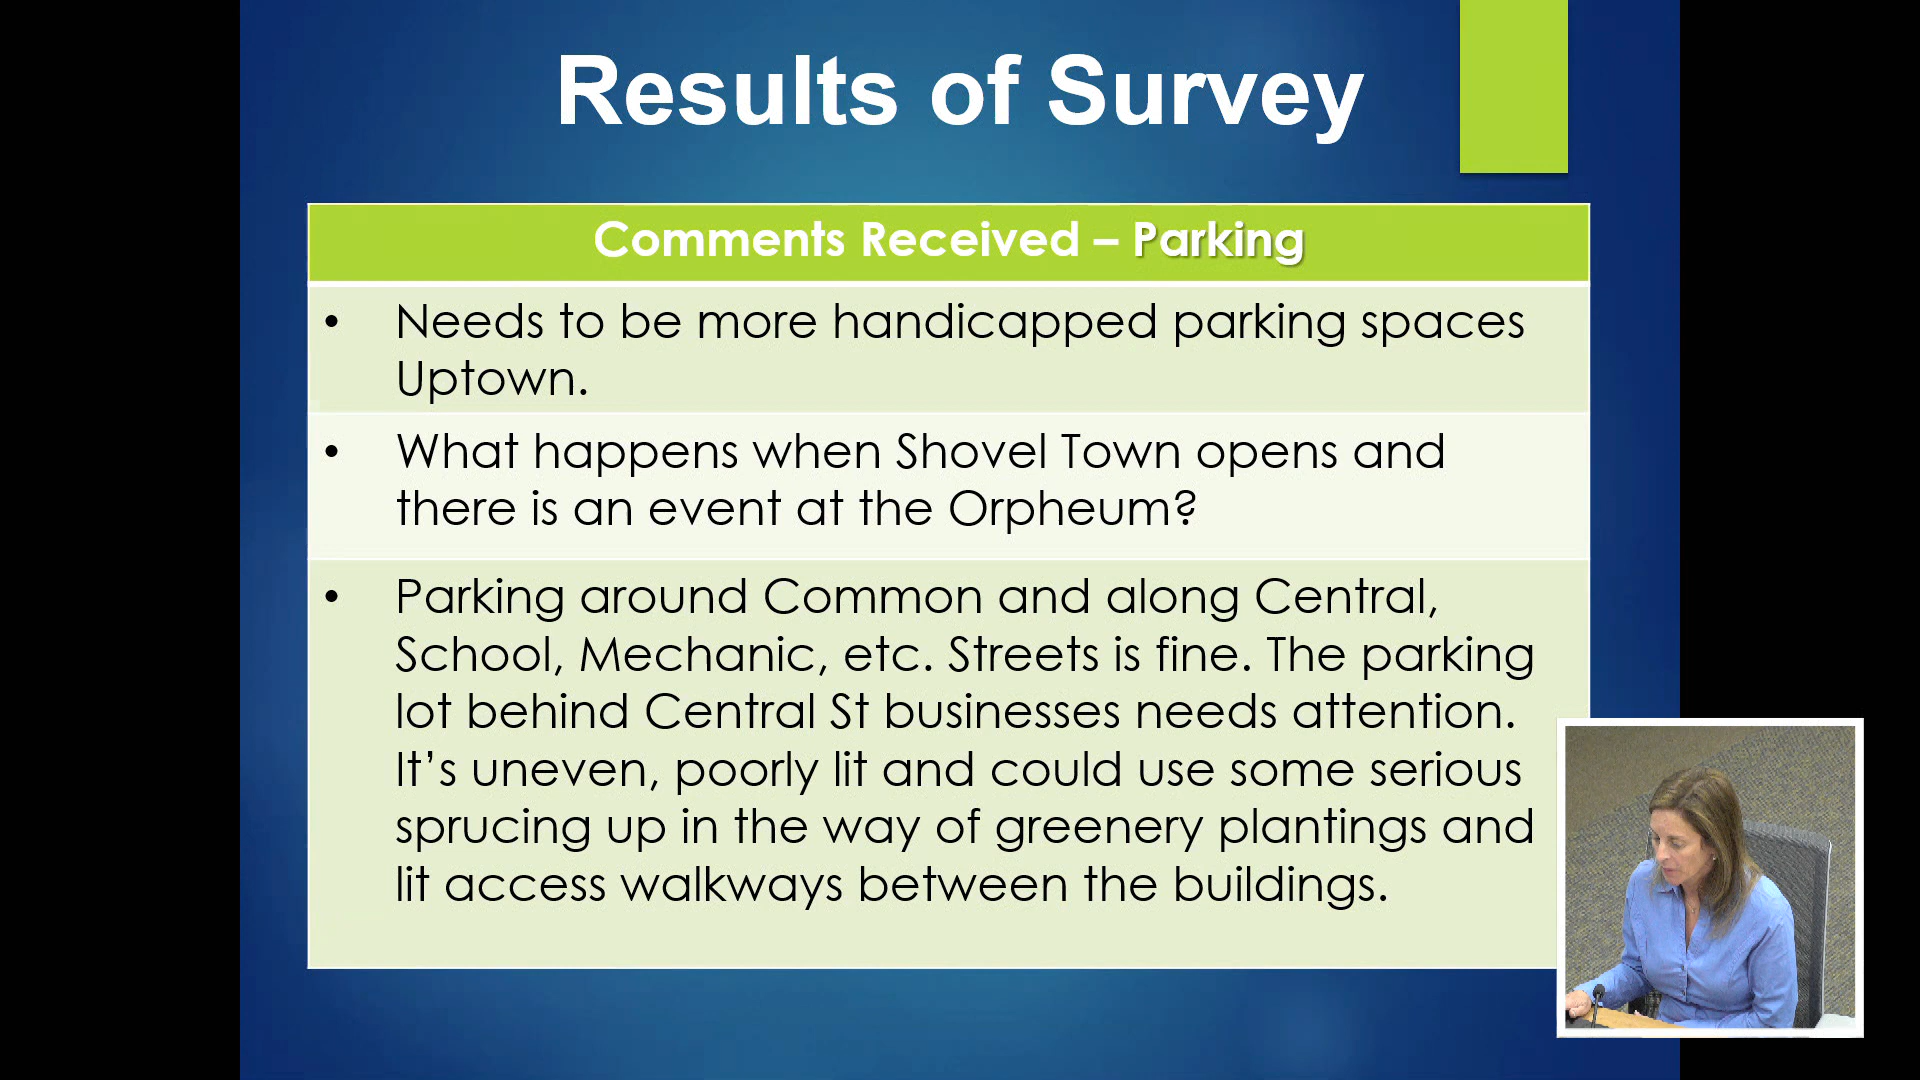 Results of Survey
Comments Received – Parking
• Needs to be more handicapped parking spaces
Uptown.
• What happens when Shovel Town opens and
there is an event at the Orpheum?
• Parking around Common and along Central,
School, Mechanic, etc. Streets is fine. The parking
lot behind Central St businesses needs attention.
It’s uneven, poorly lit and could use some serious
sprucing up in the way of greenery plantings and
lit access walkways between the buildings.